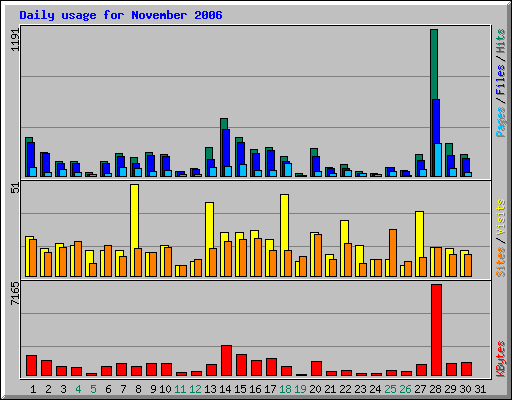 Daily usage for November 2006
1191
Pages / Files / Hits
51
Sites / Visits
7165
KBytes
1 2 3 4 5 6 7 8 9 10 11 12 13 14 15 16 17 18 19 20 21 22 23 24 25 26 27 28 29 30 31